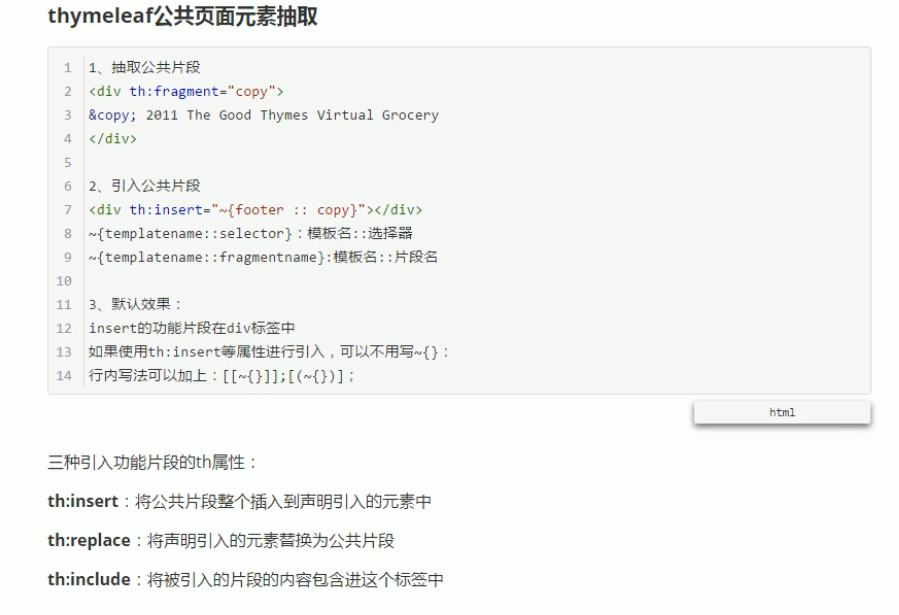 thymeleaf公共页面元素抽取
1 1、抽取公共片段
2 <div th:fragment="copy">
3 &copy; 2011 The Good Thymes Virtual Grocery
4 </div>
5
6 2、引入公共片段
7 <div th:insert="~{footer :: copy}"></div>
8 ~{templatename::selector}：模板名::选择器
9 ~{templatename::fragmentname}:模板名::片段名
10
11 3、默认效果：
12 insert的功能片段在div标签中
13 如果使用th:insert等属性进行引入，可以不用写~{}：
14 行内写法可以加上：[[~{}]];[(~{})]；
html
三种引入功能片段的th属性：
th:insert：将公共片段整个插入到声明引入的元素中
th:replace：将声明引入的元素替换为公共片段
th:include：将被引入的片段的内容包含进这个标签中